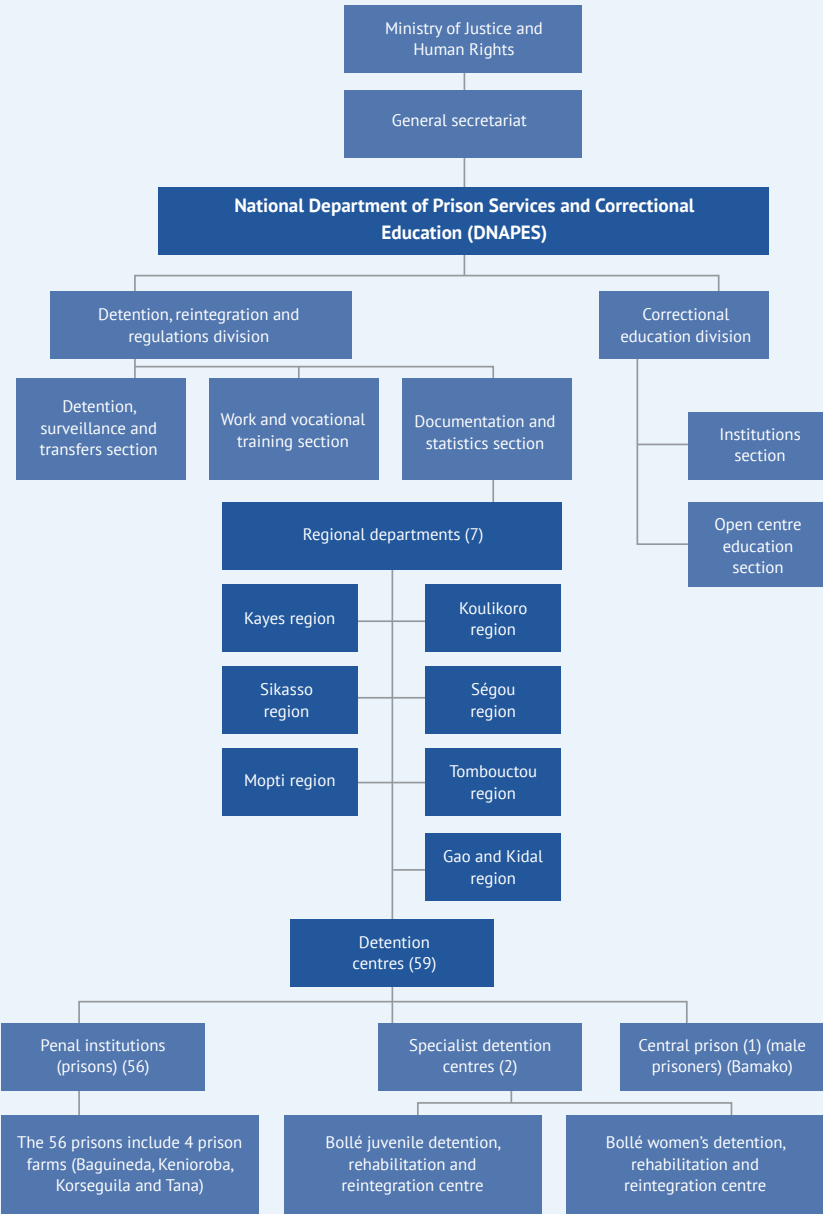 Ministry of Justice and
Human Rights
General secretariat
National Department of Prison Services and Correctional
Education (DNAPES)
Detention, reintegration and
regulations division
Correctional
education division
Detention,
surveillance and
transfers section
Work and vocational
training section
Documentation and
statistics section
Institutions
section
Open centre
education
section
Regional departments (7)
Kayes region
Koulikoro
region
Sikasso
region
Ségou
region
Mopti region
Tombouctou
region
Gao and Kidal
region
Detention
centres (59)
Penal institutions
(prisons) (56)
Specialist detention
centres (2)
Central prison (1) (male
prisoners) (Bamako)
The 56 prisons include 4 prison
farms (Baguineda, Kenioroba,
Korseguila and Tana)
Bollé juvenile detention,
rehabilitation and
reintegration centre
Bollé women's detention,
rehabilitation and
reintegration centre